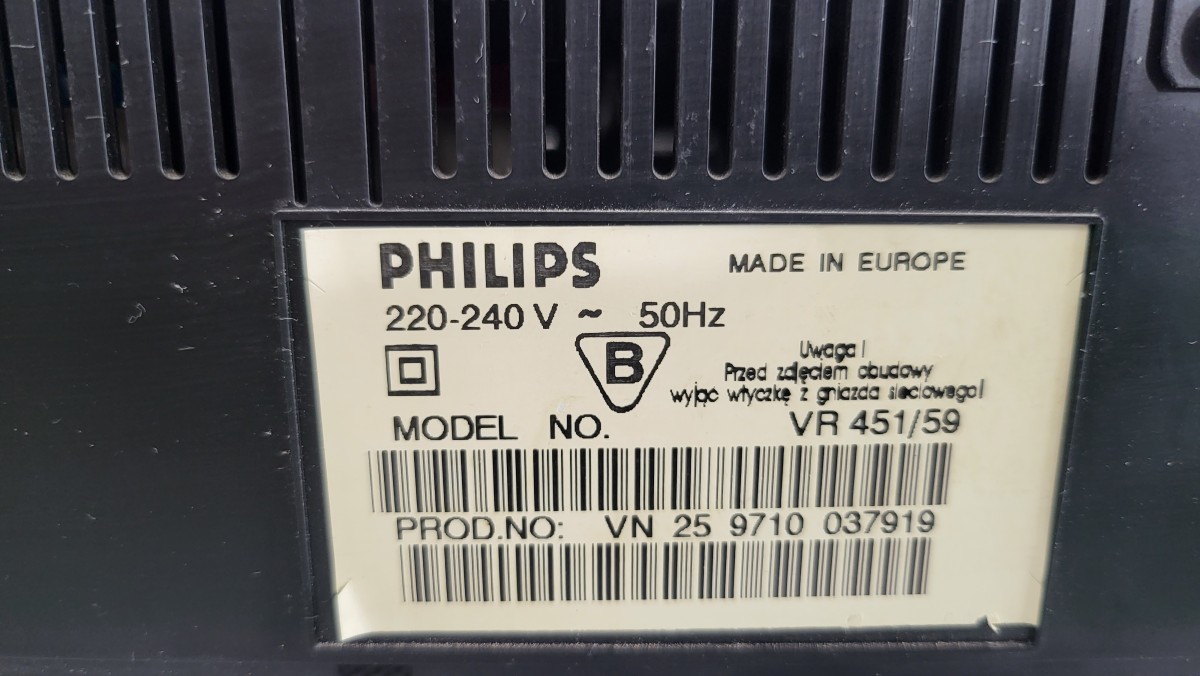 PHILIPS
MADE IN EUROPE
220-240 V ~ 50Hz
B
Uwaga!
Przed zdjęciem obudowy
wyjąc wtyczkę z gniazda sieciowego!
MODEL NO. VR 451/59
PROD.NO: VN 25 9710 037919